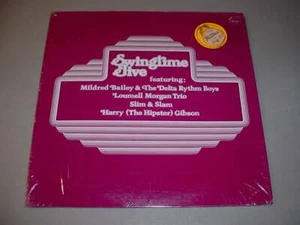 Swingtime
Jive
featuring:
Mildred Bailey & The Delta Rythm Boys
Loumell Morgan Trio
Slim & Slam
Harry (The Hipster) Gibson